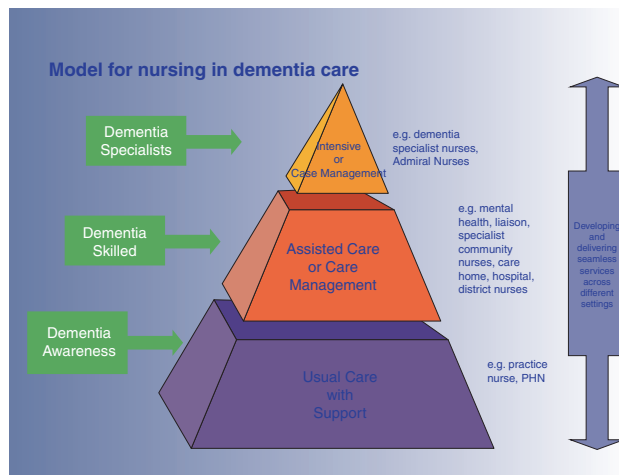 Model for nursing in dementia care
Dementia
Specialists
Intensive
or
Case Management
e.g. dementia
specialist nurses,
Admiral Nurses
Dementia
Skilled
Assisted Care
or Care
Management
e.g. mental
health, liaison,
specialist
community
nurses, care
home, hospital,
district nurses
Dementia
Awareness
Usual Care
with
Support
e.g. practice
nurse, PHN
Developing
and
delivering
seamless
services
across
different
settings